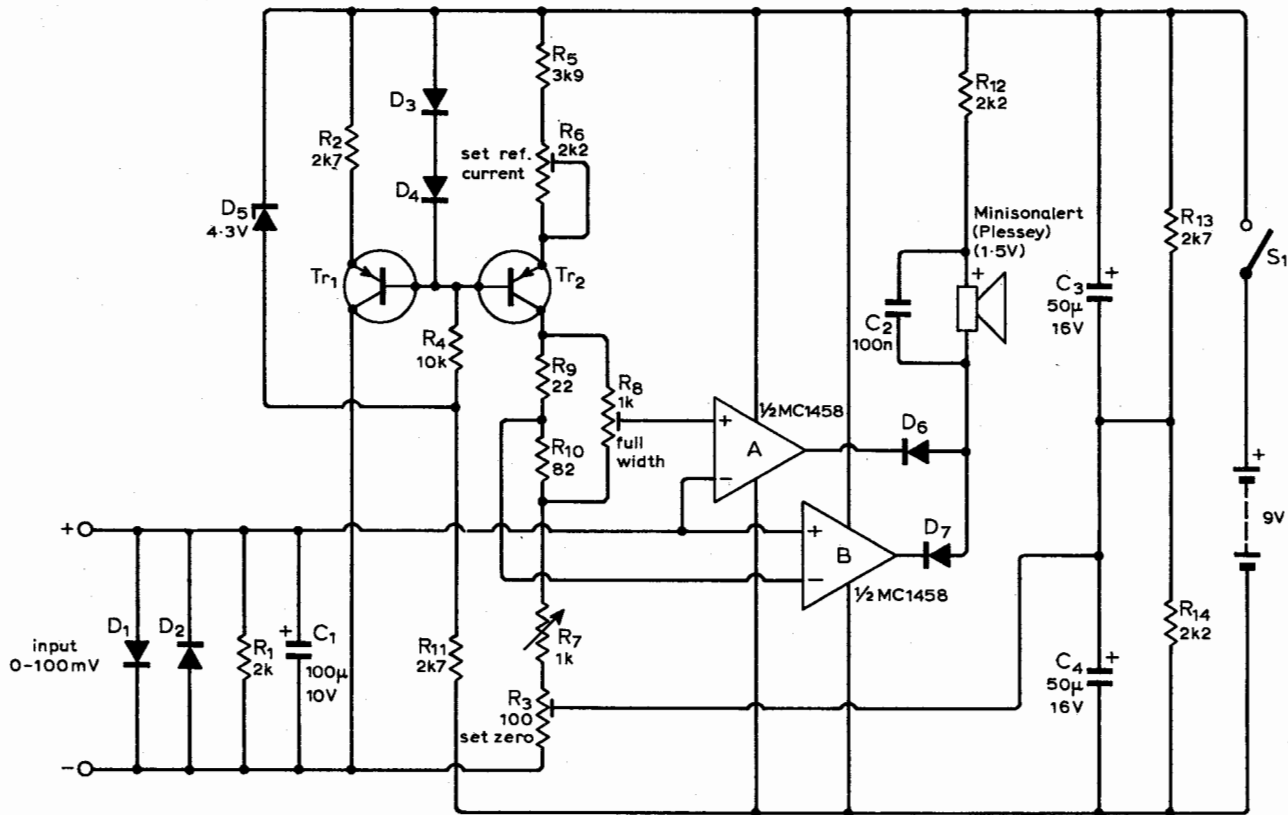 R5
3k9
R12
2k2
D3
R2
2k7
R6
2k2
set ref.
current
D4
D5
4·3V
Minisonalert
(Plessey)
(1·5V)
R13
2k7
S1
Tr1
Tr2
+
+
C3
50µ
16V
C2
100n
R4
10k
R9
22
R8
1k
full
width
½MC1458
R10
82
+
A
−
D6
+
9V
+
+
B
−
D7
½MC1458
R14
2k2
input
0-100mV
D1
D2
R1
2k
+
C1
100µ
10V
R11
2k7
R7
1k
+
C4
50µ
16V
R3
100
set zero
−